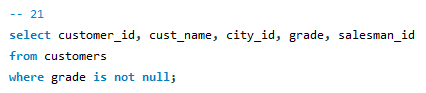 -- 21
select customer_id, cust_name, city_id, grade, salesman_id
from customers
where grade is not null;